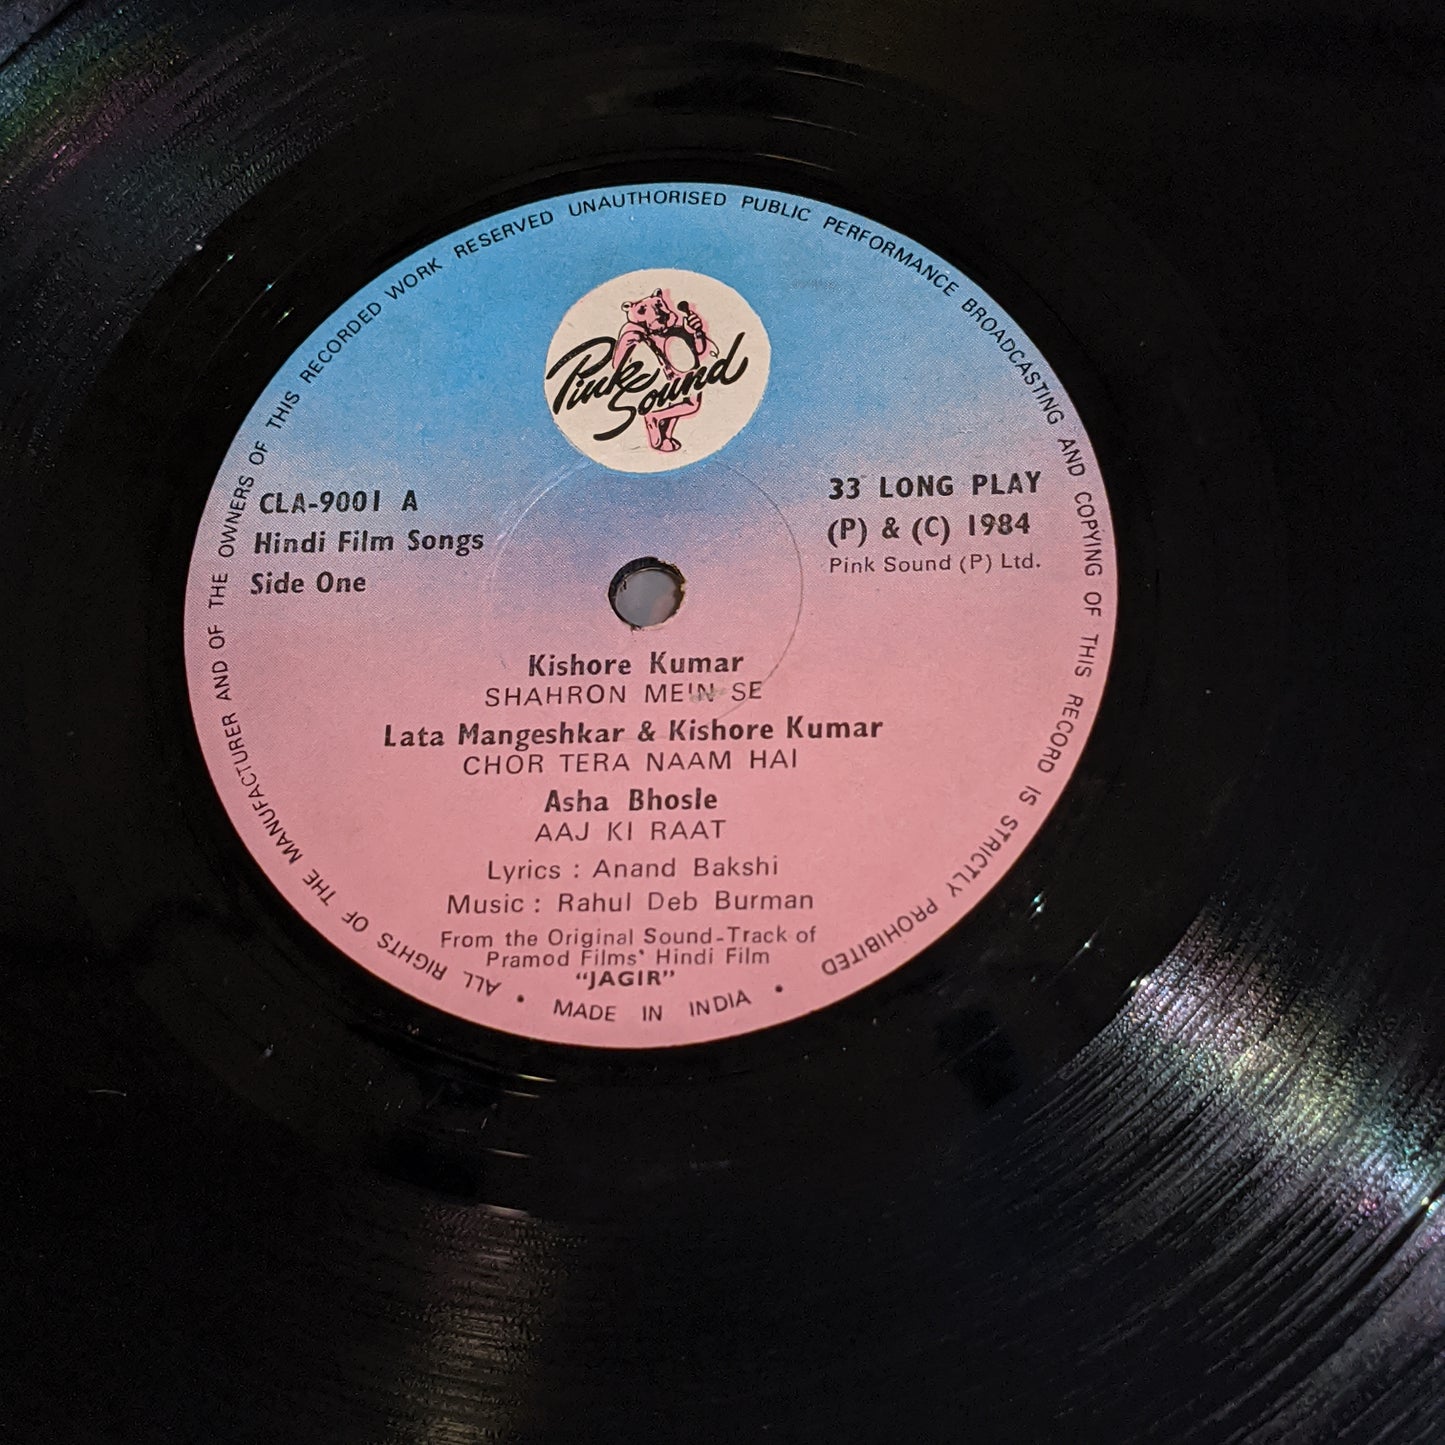 ALL RIGHTS OF THE MANUFACTURER AND OF THE OWNERS OF THIS RECORDED WORK RESERVED UNAUTHORISED PUBLIC PERFORMANCE BROADCASTING AND COPYING OF THIS RECORD IS STRICTLY PROHIBITED
Pink
Sound
CLA-9001 A
Hindi Film Songs
Side One
33 LONG PLAY
(P) & (C) 1984
Pink Sound (P) Ltd.
Kishore Kumar
SHAHRON MEIN SE
Lata Mangeshkar & Kishore Kumar
CHOR TERA NAAM HAI
Asha Bhosle
AAJ KI RAAT
Lyrics : Anand Bakshi
Music : Rahul Deb Burman
From the Original Sound-Track of
Pramod Films' Hindi Film
"JAGIR"
• MADE IN INDIA •